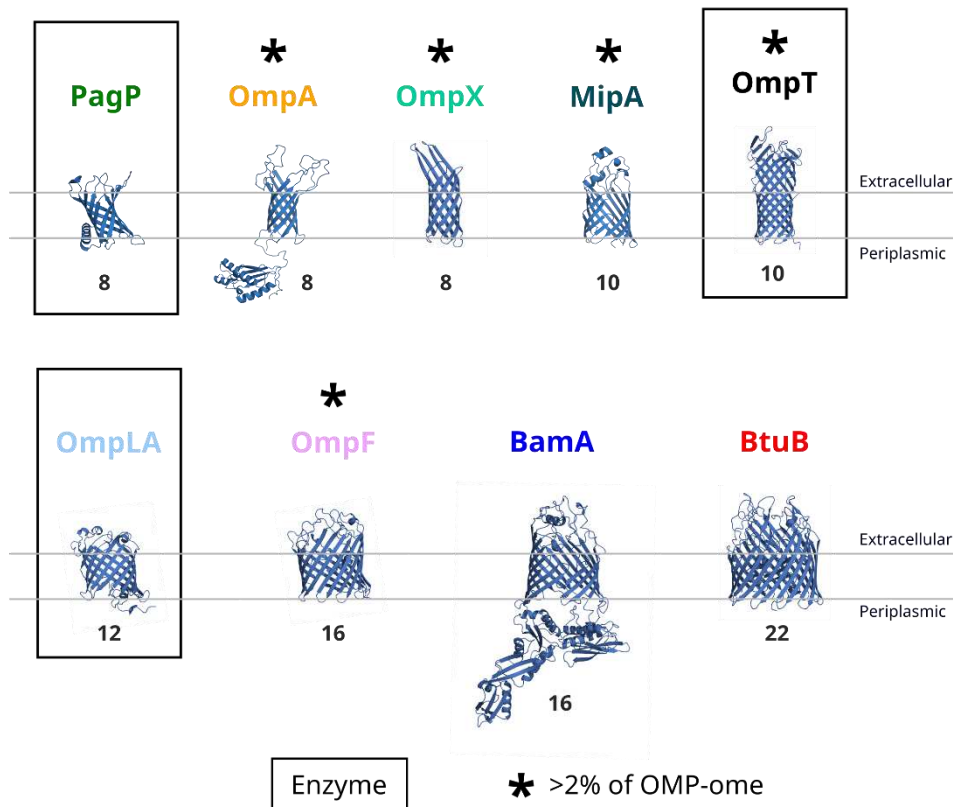 * * * *
PagP OmpA OmpX MipA OmpT
Extracellular
Periplasmic
8 8 8 10 10
*
OmpLA OmpF BamA BtuB
Extracellular
Periplasmic
12 16 16 22
Enzyme * >2% of OMP-ome